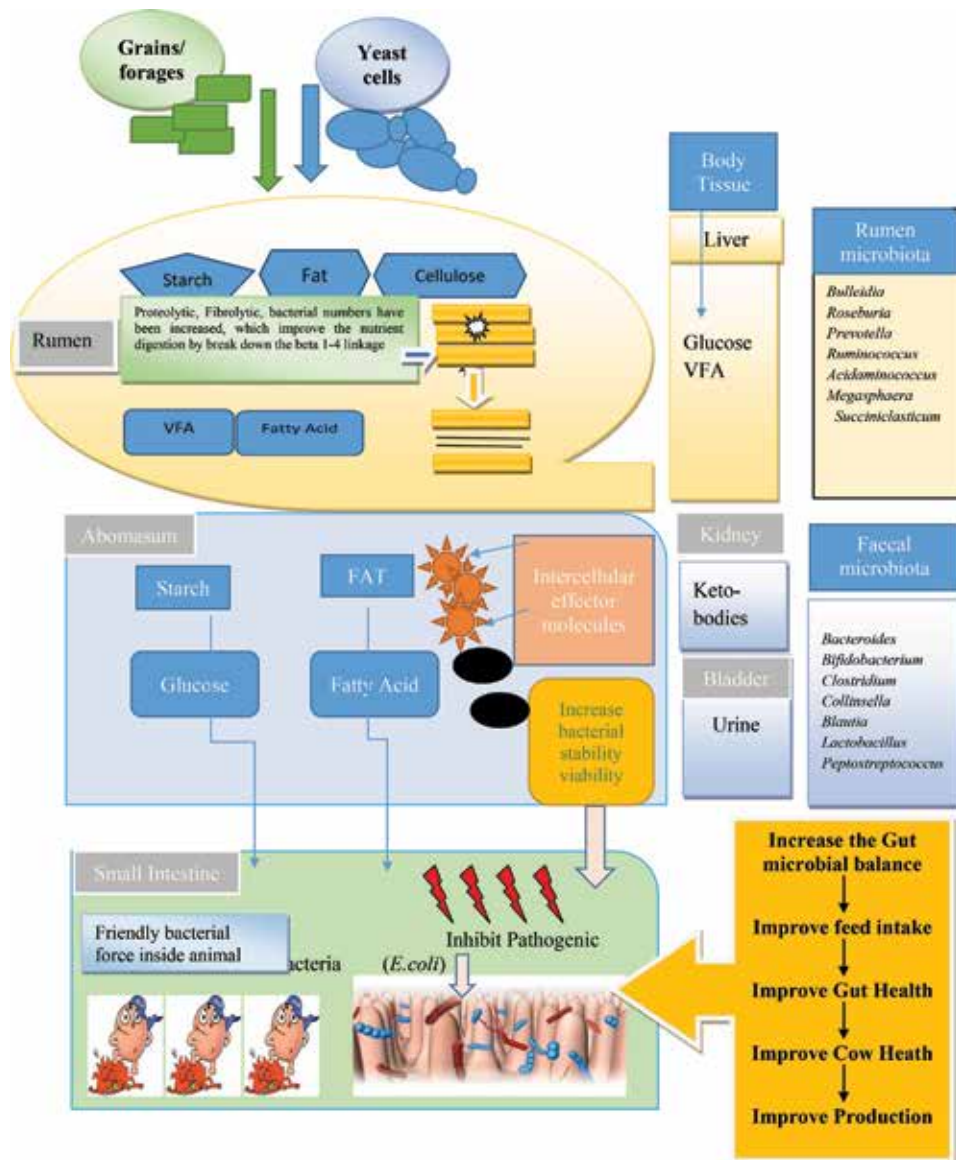 Grains/
forages
Yeast
cells
Starch
Fat
Cellulose
Proteolytic, Fibrolytic, bacterial numbers have
been increased, which improve the nutrient
digestion by break down the beta 1-4 linkage
Rumen
VFA
Fatty Acid
Body
Tissue
Liver
Glucose
VFA
Rumen
microbiota
Bulleidia
Roseburia
Prevotella
Ruminococcus
Acidaminococcus
Megasphaera
Succiniclasticum
Abomasum
Starch
FAT
Glucose
Fatty Acid
Intercellular
effector
molecules
Increase
bacterial
stability
viability
Kidney
Keto-
bodies
Bladder
Urine
Faecal
microbiota
Bacteroides
Bifidobacterium
Clostridium
Collinsella
Blautia
Lactobacillus
Peptostreptococcus
Small Intestine
Friendly bacterial
force inside animal
Inhibit Pathogenic
acteria (E.coli)
Increase the Gut
microbial balance
Improve feed intake
Improve Gut Health
Improve Cow Heath
Improve Production